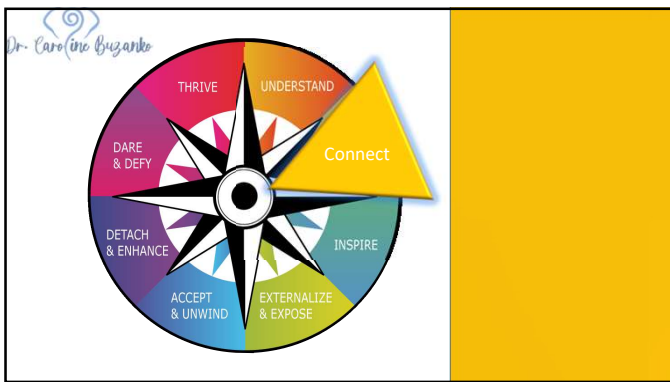 Dr. Caroline Buzanko
THRIVE
UNDERSTAND
Connect
INSPIRE
EXTERNALIZE
& EXPOSE
ACCEPT
& UNWIND
DETACH
& ENHANCE
DARE
& DEFY